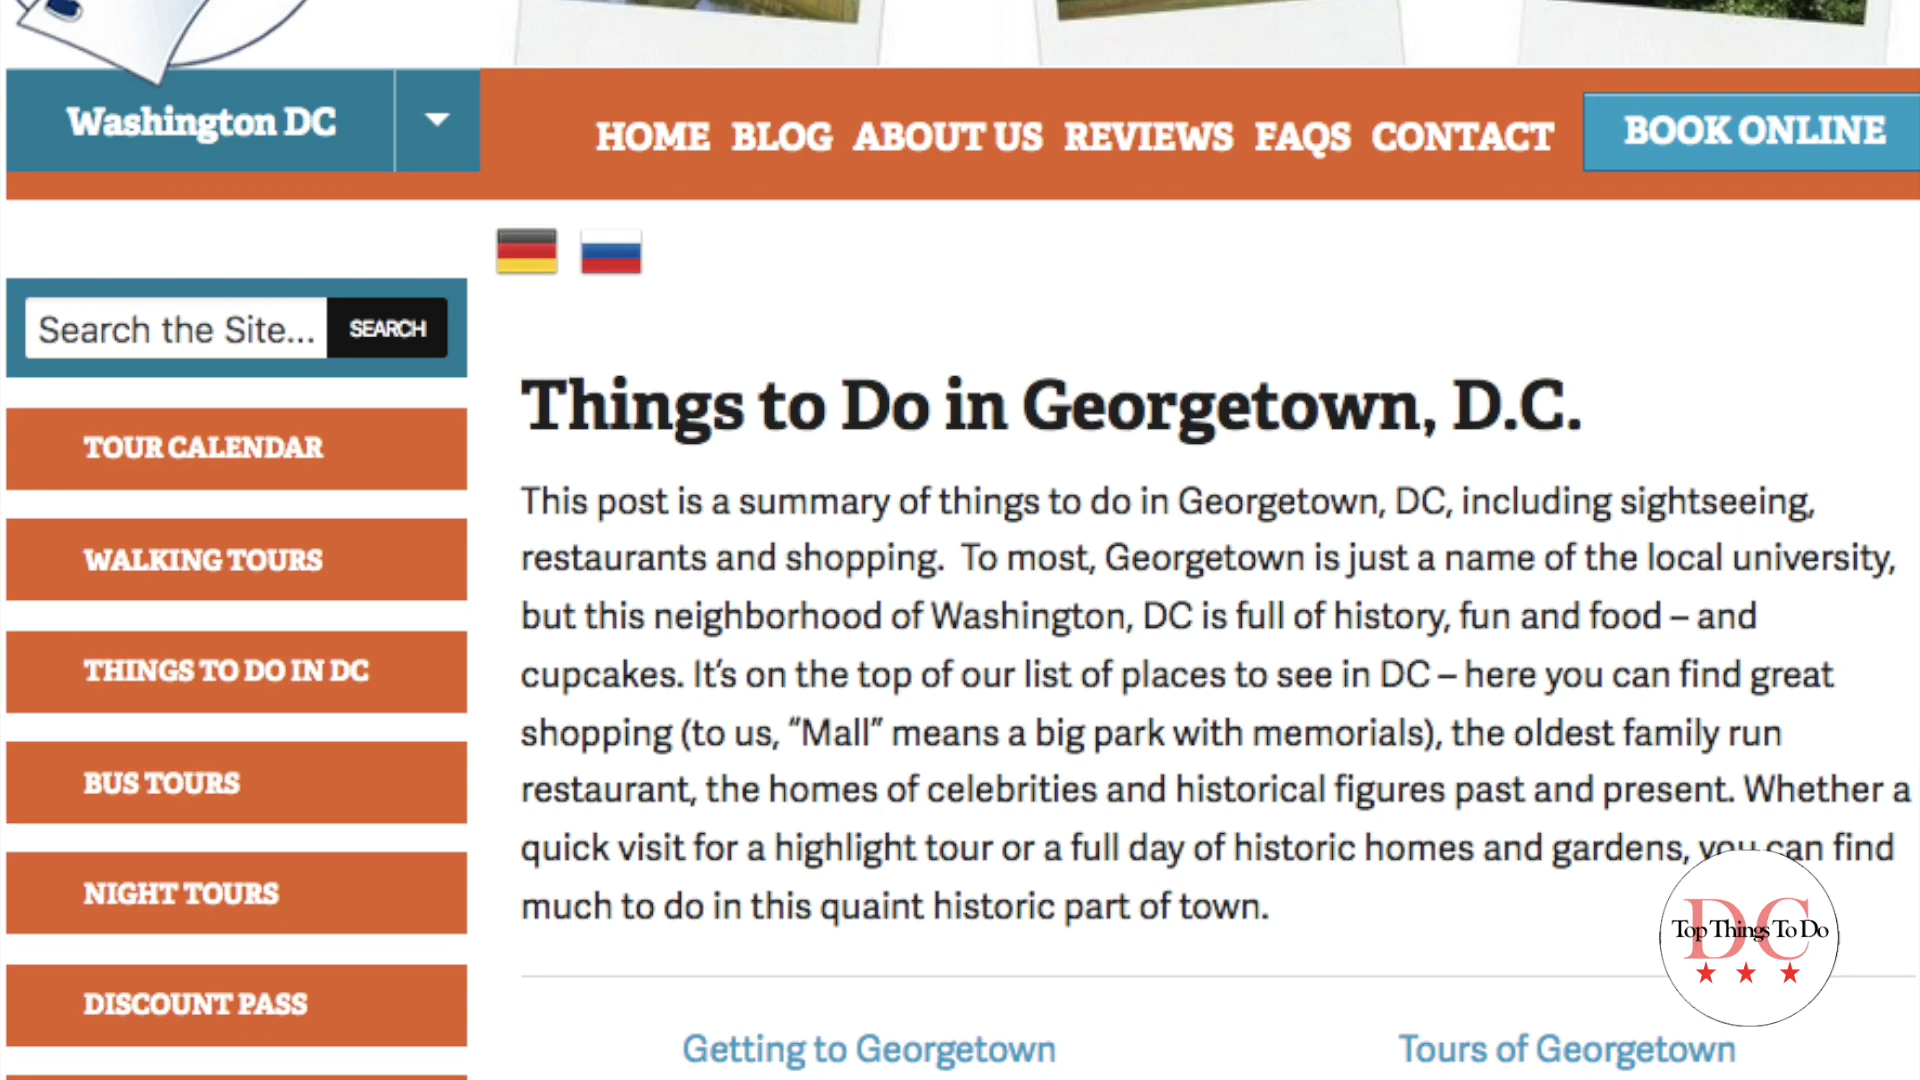 Washington DC
HOME BLOG ABOUT US REVIEWS FAQS CONTACT
BOOK ONLINE
Search the Site...
SEARCH
TOUR CALENDAR
WALKING TOURS
THINGS TO DO IN DC
BUS TOURS
NIGHT TOURS
DISCOUNT PASS
Things to Do in Georgetown, D.C.
This post is a summary of things to do in Georgetown, DC, including sightseeing,
restaurants and shopping. To most, Georgetown is just a name of the local university,
but this neighborhood of Washington, DC is full of history, fun and food – and
cupcakes. It’s on the top of our list of places to see in DC – here you can find great
shopping (to us, “Mall” means a big park with memorials), the oldest family run
restaurant, the homes of celebrities and historical figures past and present. Whether a
quick visit for a highlight tour or a full day of historic homes and gardens, you can find
much to do in this quaint historic part of town.
Getting to Georgetown
Tours of Georgetown
DC
Top Things To Do